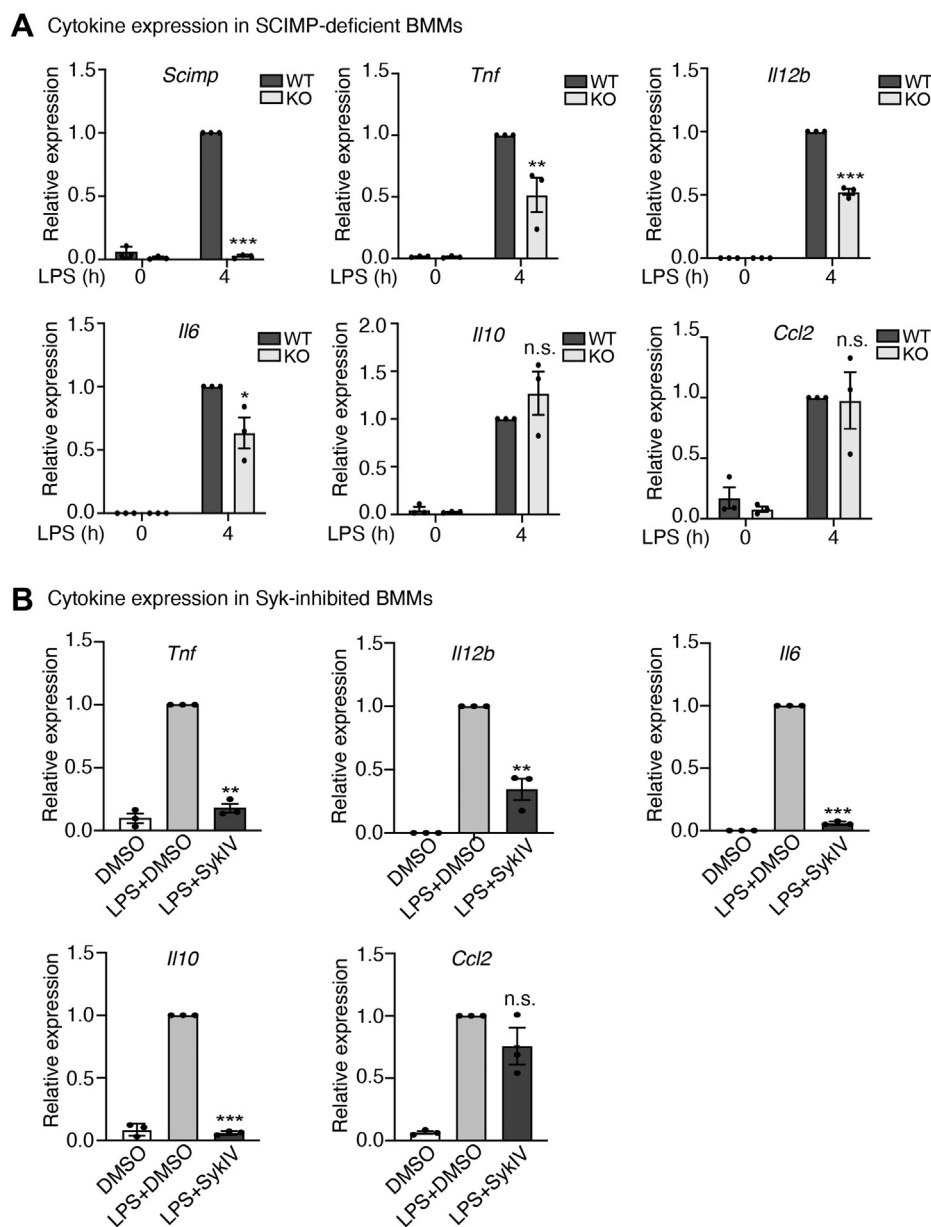 A Cytokine expression in SCIMP-deficient BMMs
Scimp
WT
KO
Relative expression
1.5
1.0
0.5
0.0
LPS (h)
0
4
***
Tnf
WT
KO
Relative expression
1.5
1.0
0.5
0.0
LPS (h)
0
4
**
Il12b
WT
KO
Relative expression
1.5
1.0
0.5
0.0
LPS (h)
0
4
***
Il6
WT
KO
Relative expression
1.5
1.0
0.5
0.0
LPS (h)
0
4
*
Il10
WT
KO
Relative expression
2.0
1.5
1.0
0.5
0.0
LPS (h)
0
4
n.s.
Ccl2
WT
KO
Relative expression
1.5
1.0
0.5
0.0
LPS (h)
0
4
n.s.
B Cytokine expression in Syk-inhibited BMMs
Tnf
Relative expression
1.5
1.0
0.5
0.0
**
DMSO
LPS+DMSO
LPS+SykIV
Il12b
Relative expression
1.5
1.0
0.5
0.0
**
DMSO
LPS+DMSO
LPS+SykIV
Il6
Relative expression
1.5
1.0
0.5
0.0
***
DMSO
LPS+DMSO
LPS+SykIV
Il10
Relative expression
1.5
1.0
0.5
0.0
***
DMSO
LPS+DMSO
LPS+SykIV
Ccl2
Relative expression
1.5
1.0
0.5
0.0
n.s.
DMSO
LPS+DMSO
LPS+SykIV